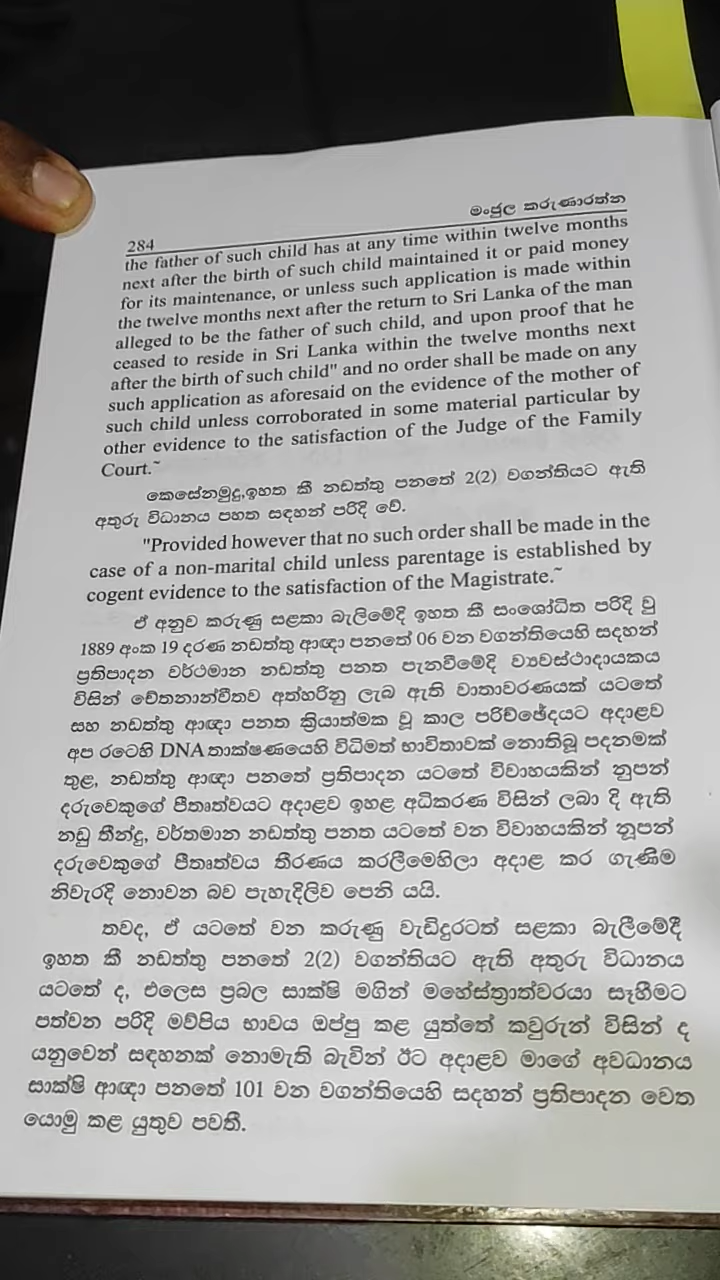 284
මංජුල කරුණාරත්න
the father of such child has at any time within twelve months
next after the birth of such child maintained it or paid money
for its maintenance, or unless such application is made within
the twelve months next after the return to Sri Lanka of the man
alleged to be the father of such child, and upon proof that he
ceased to reside in Sri Lanka within the twelve months next
after the birth of such child" and no order shall be made on any
such application as aforesaid on the evidence of the mother of
such child unless corroborated in some material particular by
other evidence to the satisfaction of the Judge of the Family
Court.~
කෙසේනමුදු,ඉහත කී නඩත්තු පනතේ 2(2) වගන්තියට ඇති
අතුරු විධානය පහත සඳහන් පරිදි වේ.
"Provided however that no such order shall be made in the
case of a non-marital child unless parentage is established by
cogent evidence to the satisfaction of the Magistrate.~
ඒ අනුව කරුණු සළකා බැලීමේදී ඉහත කී සංශෝධිත පරිදි වූ
1889 අංක 19 දරණ නඩත්තු ආඥා පනතේ 06 වන වගන්තියෙහි සඳහන්
ප්‍රතිපාදන වර්ථමාන නඩත්තු පනත පැනවීමේදී ව්‍යවස්ථාදායකය
විසින් චේතනාන්විතව අත්හරිනු ලැබ ඇති වාතාවරණයක් යටතේ
සහ නඩත්තු ආඥා පනත ක්‍රියාත්මක වූ කාල පරිච්ඡේදයට අදාළව
අප රටෙහි DNA තාක්ෂණයෙහි විධිමත් භාවිතාවක් නොතිබූ පදනමක්
තුළ, නඩත්තු ආඥා පනතේ ප්‍රතිපාදන යටතේ විවාහයකින් නූපන්
දරුවෙකුගේ පීතෘත්වයට අදාළව ඉහළ අධිකරණ විසින් ලබා දී ඇති
නඩු තීන්දු, වර්තමාන නඩත්තු පනත යටතේ වන විවාහයකින් නූපන්
දරුවෙකුගේ පීතෘත්වය තීරණය කරලීමෙහිලා අදාළ කර ගැණීම
නිවැරදි නොවන බව පැහැදිලිව පෙනී යයි.
තවද, ඒ යටතේ වන කරුණු වැඩිදුරටත් සළකා බැලීමේදී
ඉහත කී නඩත්තු පනතේ 2(2) වගන්තියට ඇති අතුරු විධානය
යටතේ ද, එලෙස ප්‍රබල සාක්ෂි මගින් මහේස්ත්‍රාත්වරයා සෑහීමට
පත්වන පරිදි මව්පිය භාවය ඔප්පු කළ යුත්තේ කවුරුන් විසින් ද
යනුවෙන් සඳහනක් නොමැති බැවින් ඊට අදාළව මාගේ අවධානය
සාක්ෂි ආඥා පනතේ 101 වන වගන්තියෙහි සඳහන් ප්‍රතිපාදන වෙත
යොමු කළ යුතුව පවතී.